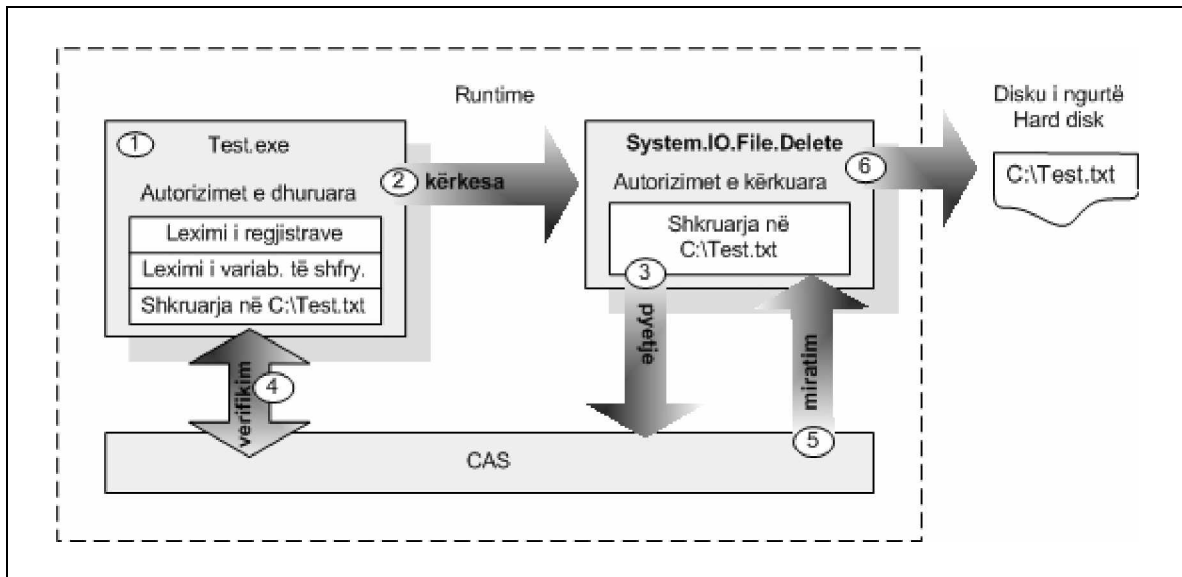 Runtime
Disku i ngurtë
Hard disk
C:\Test.txt
1
Test.exe
Autorizimet e dhuruara
Leximi i regjistrave
Leximi i variab. të shfry.
Shkruarja në C:\Test.txt
2
kërkesa
System.IO.File.Delete
Autorizimet e kërkuara
Shkruarja në
C:\Test.txt
6
3
pyetje
4
verifikim
miratim
5
CAS